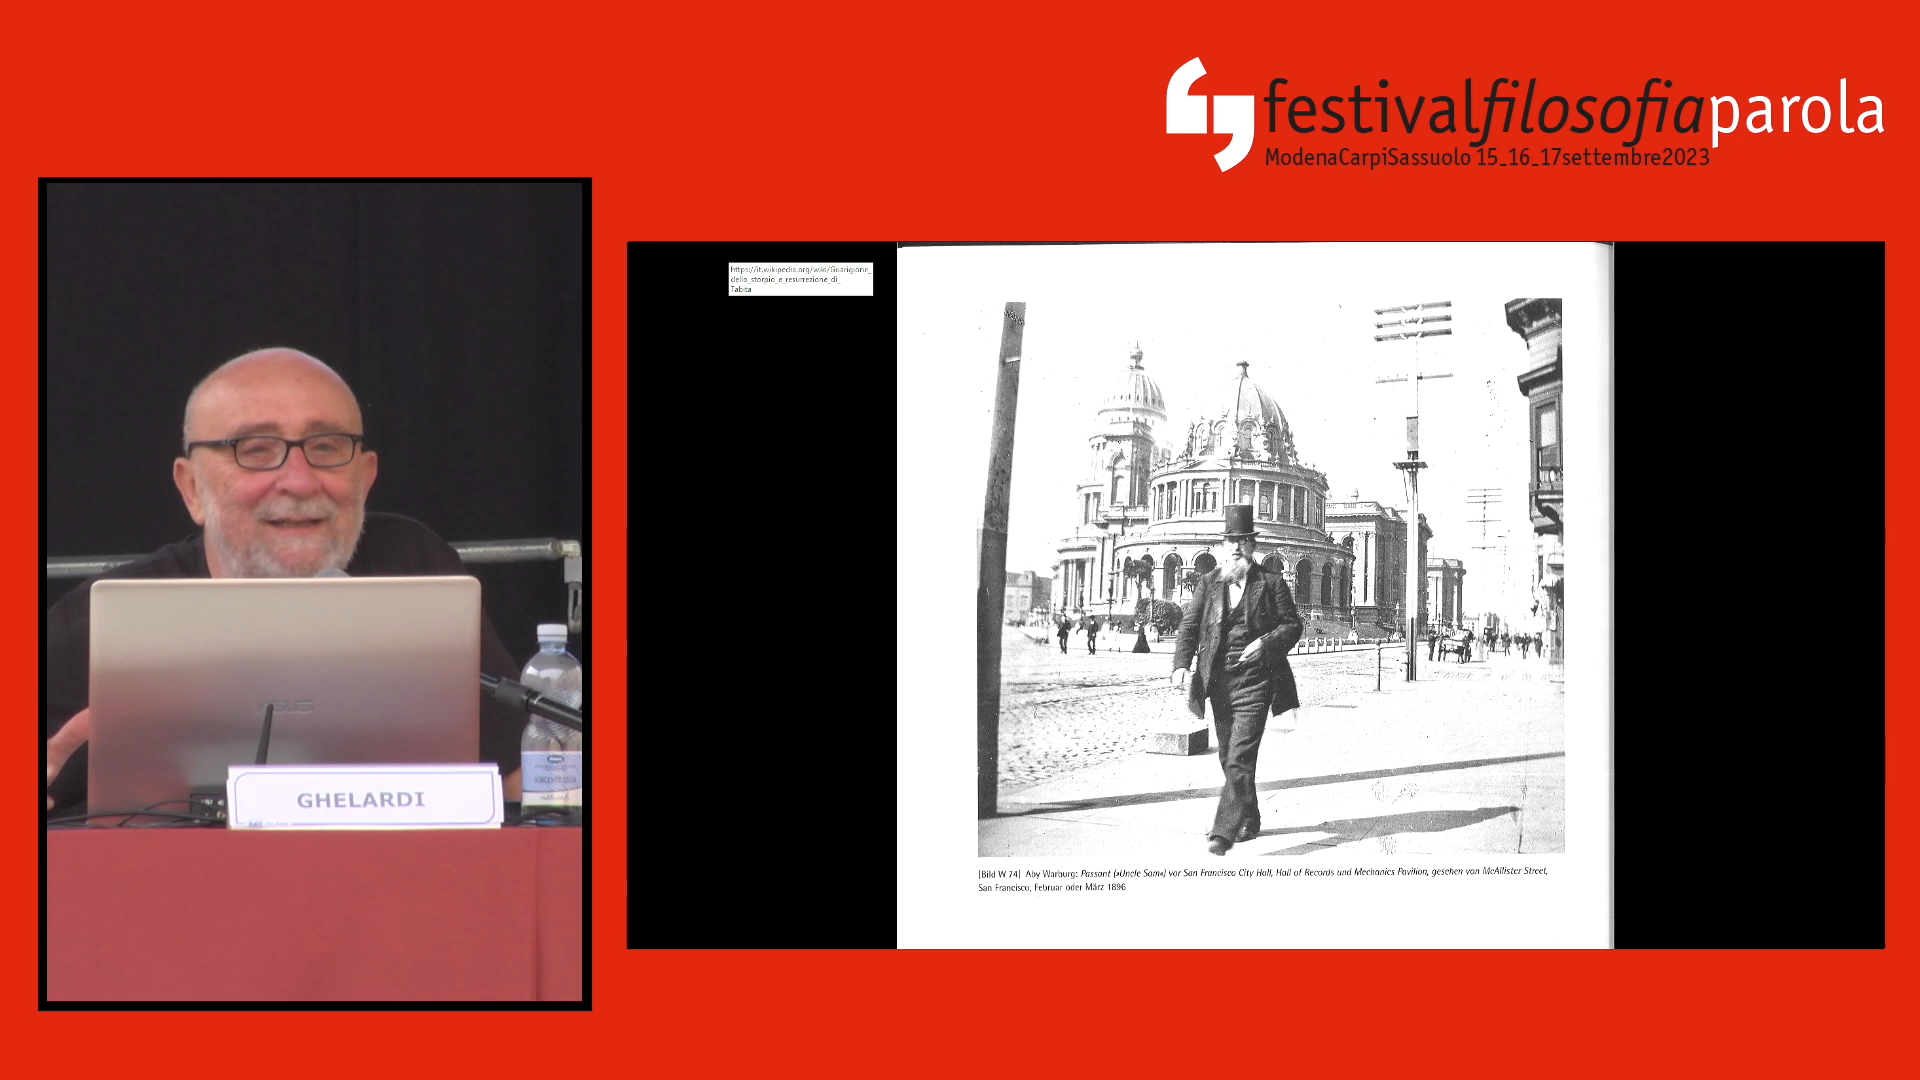 festivalfilosofiaparola
ModenaCarpiSassuolo 15_16_17settembre2023
https://it.wikipedia.org/wiki/Guarigione_
dello_storpio_e_resurrezione_di_
Tabita
ASUS
GHELARDI
[Bild W 74] Aby Warburg: Passant (»Uncle Sam«) vor San Francisco City Hall, Hall of Records und Mechanics Pavilion, gesehen von McAllister Street,
San Francisco, Februar oder März 1896